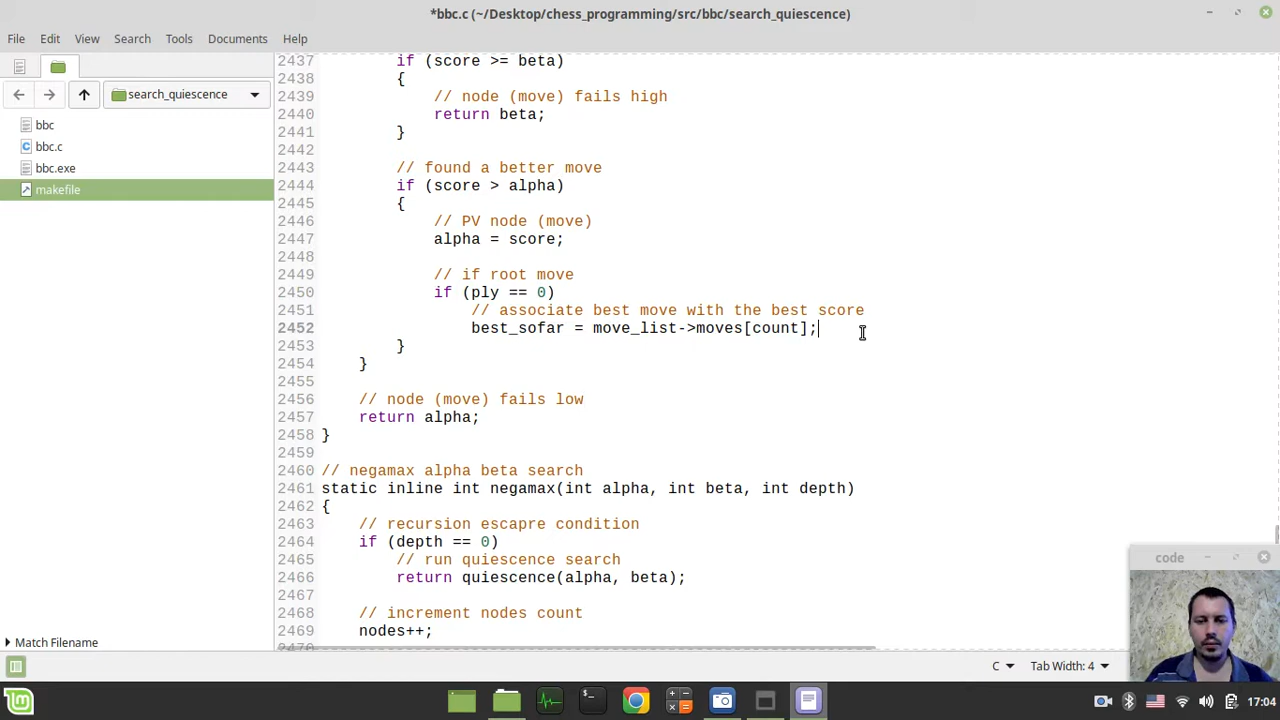 *bbc.c (~/Desktop/chess_programming/src/bbc/search_quiescence)
File Edit View Search Tools Documents Help
search_quiescence
bbc
bbc.c
bbc.exe
makefile
Match Filename
2437 if (score >= beta)
2438 {
2439 // node (move) fails high
2440 return beta;
2441 }
2442
2443 // found a better move
2444 if (score > alpha)
2445 {
2446 // PV node (move)
2447 alpha = score;
2448
2449 // if root move
2450 if (ply == 0)
2451 // associate best move with the best score
2452 best_sofar = move_list->moves[count];
2453 }
2454 }
2455
2456 // node (move) fails low
2457 return alpha;
2458 }
2459
2460 // negamax alpha beta search
2461 static inline int negamax(int alpha, int beta, int depth)
2462 {
2463 // recursion escapre condition
2464 if (depth == 0)
2465 // run quiescence search
2466 return quiescence(alpha, beta);
2467
2468 // increment nodes count
2469 nodes++;
2470
code
C Tab Width: 4
17:04